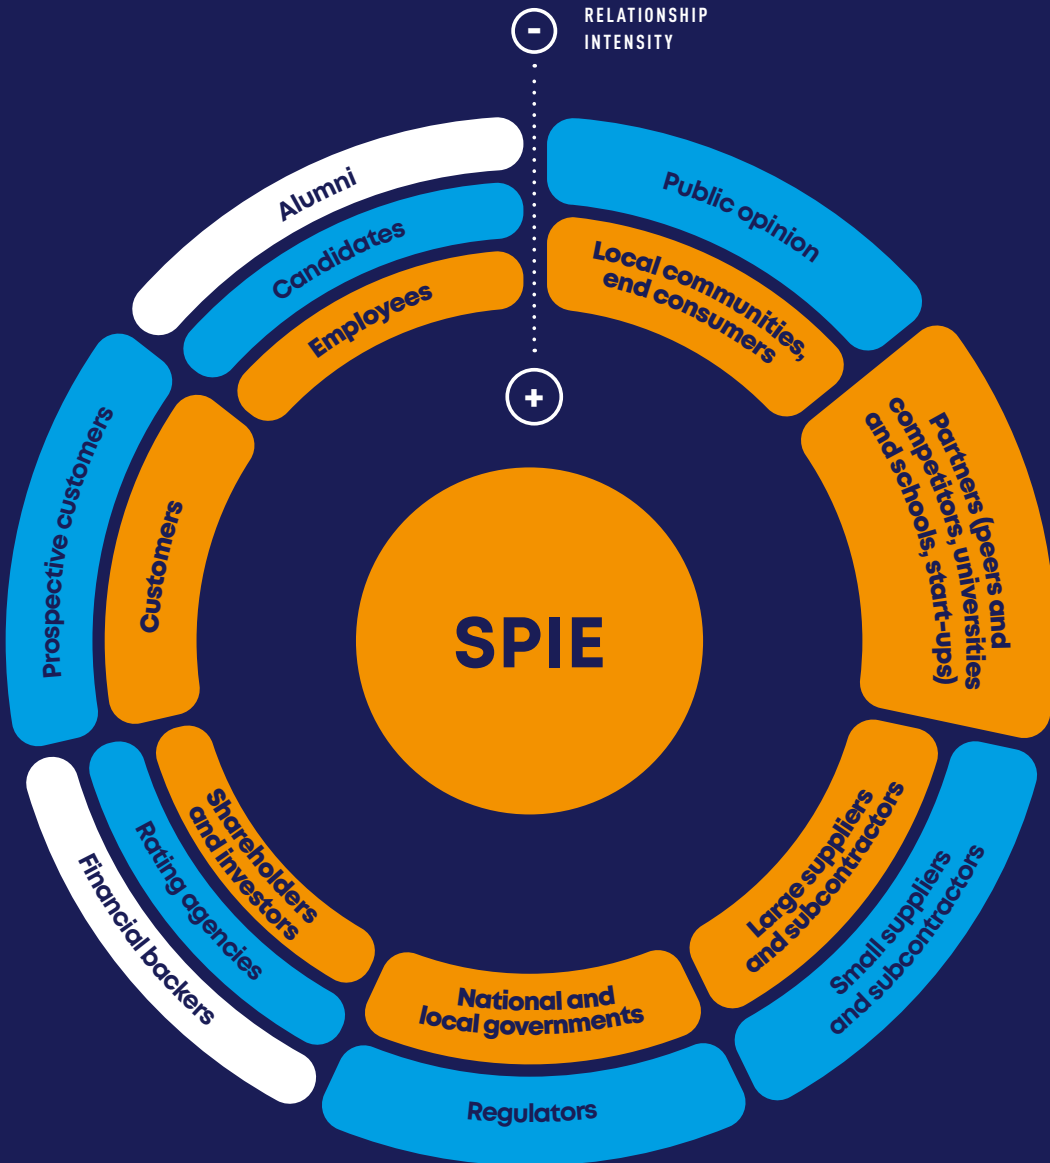 -
RELATIONSHIP
INTENSITY
Alumni
Candidates
Employees
Public opinion
Local communities,
end consumers
+
Prospective customers
Customers
Partners (peers and
competitors, universities
and schools, start-ups)
SPIE
Shareholders
and investors
Rating agencies
Financial backers
Large suppliers
and subcontractors
Small suppliers
and subcontractors
National and
local governments
Regulators